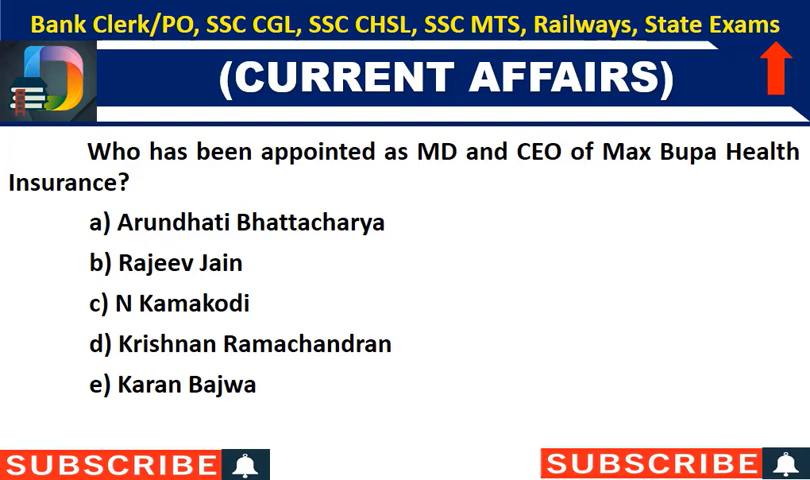 Bank Clerk/PO, SSC CGL, SSC CHSL, SSC MTS, Railways, State Exams
(CURRENT AFFAIRS)
Who has been appointed as MD and CEO of Max Bupa Health
Insurance?
a) Arundhati Bhattacharya
b) Rajeev Jain
c) N Kamakodi
d) Krishnan Ramachandran
e) Karan Bajwa
SUBSCRIBE
SUBSCRIBE